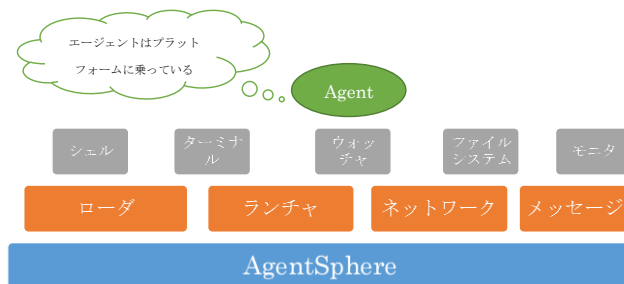 エージェントはプラット
フォームに乗っている
Agent
シェル
ターミナ
ル
ウォッ
チャ
ファイル
システム
モニタ
ローダ
ランチャ
ネットワーク
メッセージ
AgentSphere